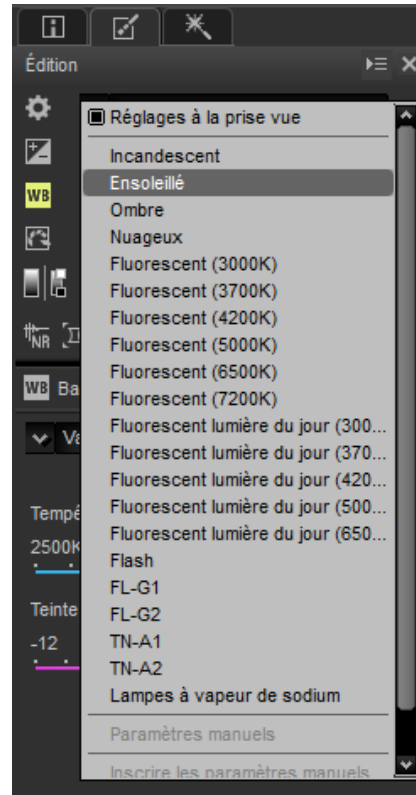 Édition
Réglages à la prise vue
Incandescent
Ensoleillé
WB
Ombre
Nuageux
Fluorescent (3000K)
Fluorescent (3700K)
Fluorescent (4200K)
Fluorescent (5000K)
NR
Fluorescent (6500K)
WB Ba
Fluorescent (7200K)
Fluorescent lumière du jour (300...
Va
Fluorescent lumière du jour (370...
Fluorescent lumière du jour (420...
Tempé
Fluorescent lumière du jour (500...
Fluorescent lumière du jour (650...
2500K
Flash
FL-G1
Teinte
FL-G2
-12
TN-A1
TN-A2
Lampes à vapeur de sodium
Paramètres manuels
Inscrire les paramètres manuels